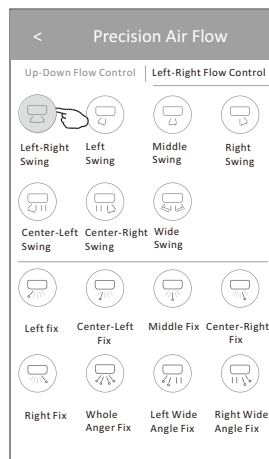 < Precision Air Flow
Up-Down Flow Control Left-Right Flow Control
Left-Right Swing
Left Swing
Middle Swing
Right Swing
Center-Left Swing
Center-Right Swing
Wide Swing
Left fix
Center-Left Fix
Middle Fix
Center-Right Fix
Right Fix
Whole Anger Fix
Left Wide Angle Fix
Right Wide Angle Fix